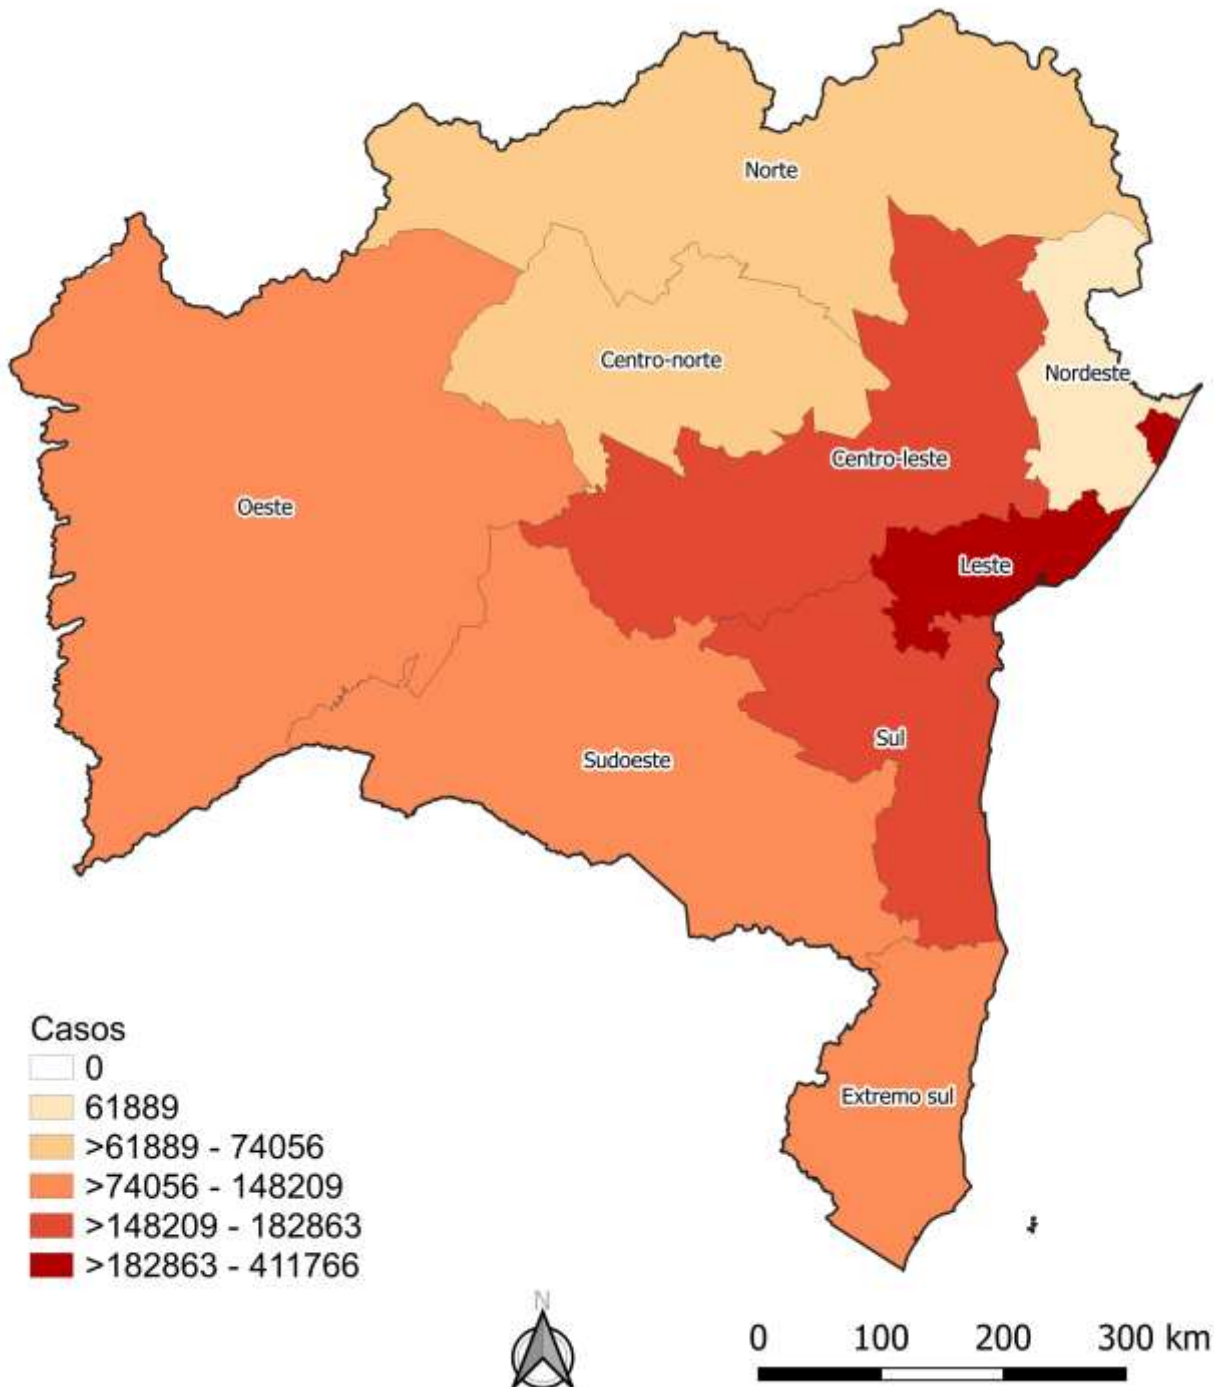 Norte
Centro-norte
Nordeste
Centro-leste
Oeste
Leste
Sul
Sudoeste
Extremo sul
Casos
0
61889
>61889 - 74056
>74056 - 148209
>148209 - 182863
>182863 - 411766
N
0 100 200 300 km